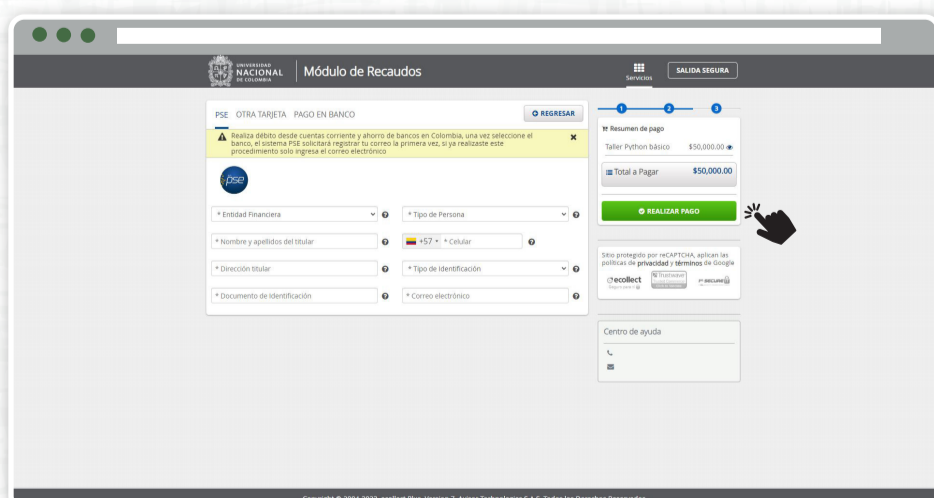 UNIVERSIDAD
NACIONAL
DE COLOMBIA
Módulo de Recaudos
Servicios
SALIDA SEGURA
PSE OTRA TARJETA PAGO EN BANCO
REGRESAR
Realiza débito desde cuentas corriente y ahorro de bancos en Colombia, una vez seleccione el
banco, el sistema PSE solicitará registrar tu correo la primera vez, si ya realizaste este
procedimiento solo ingresa el correo electrónico
pse
* Entidad Financiera
* Tipo de Persona
* Nombre y apellidos del titular
+57 * Celular
* Dirección titular
* Tipo de Identificación
* Documento de Identificación
* Correo electrónico
1 2 3
Resumen de pago
Taller Python básico $50,000.00
Total a Pagar $50,000.00
REALIZAR PAGO
Sitio protegido por reCAPTCHA, aplican las
políticas de privacidad y términos de Google
ecollect
Trustwave
SECURE
Centro de ayuda